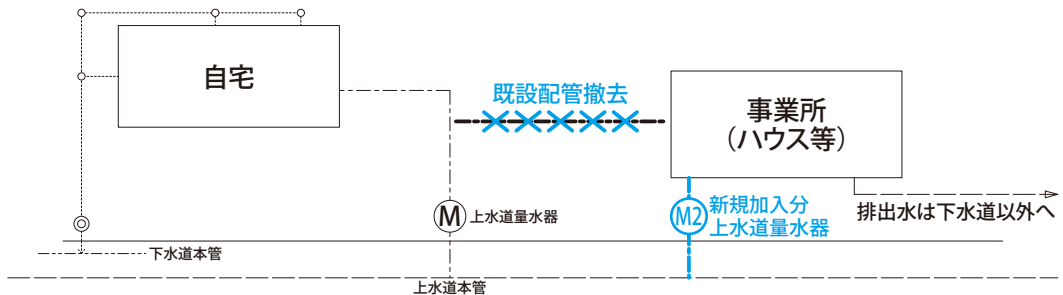 自宅
既設配管撤去
事業所
(ハウス等)
M
上水道量水器
M2
新規加入分
上水道量水器
排出水は下水道以外へ
下水道本管
上水道本管